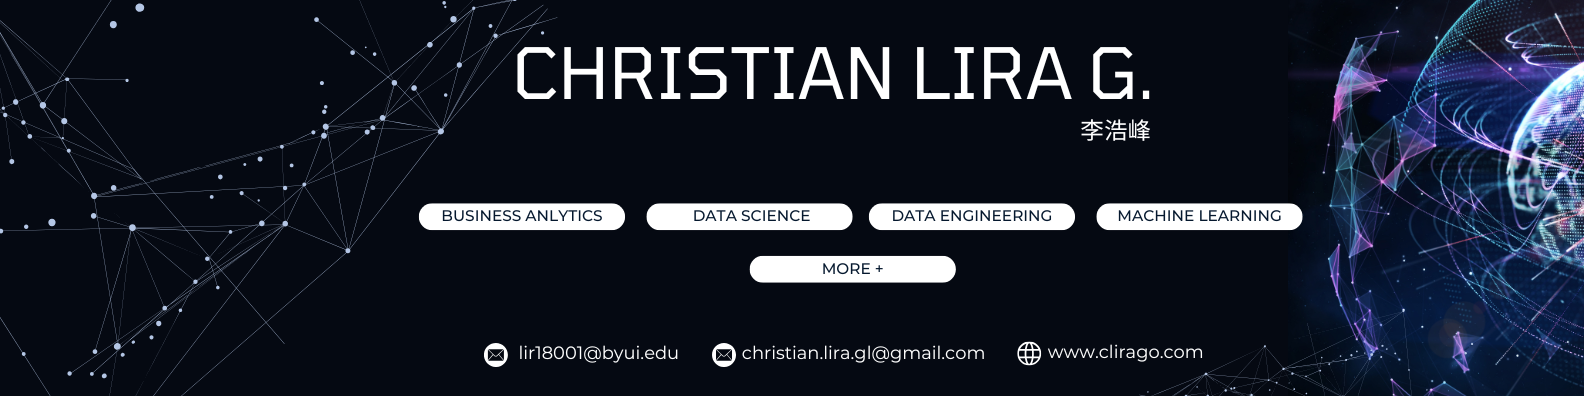 CHRISTIAN LIRA G.
李浩峰
BUSINESS ANLYTICS DATA SCIENCE DATA ENGINEERING MACHINE LEARNING
MORE +
lir18001@byui.edu christian.lira.gl@gmail.com www.clirago.com